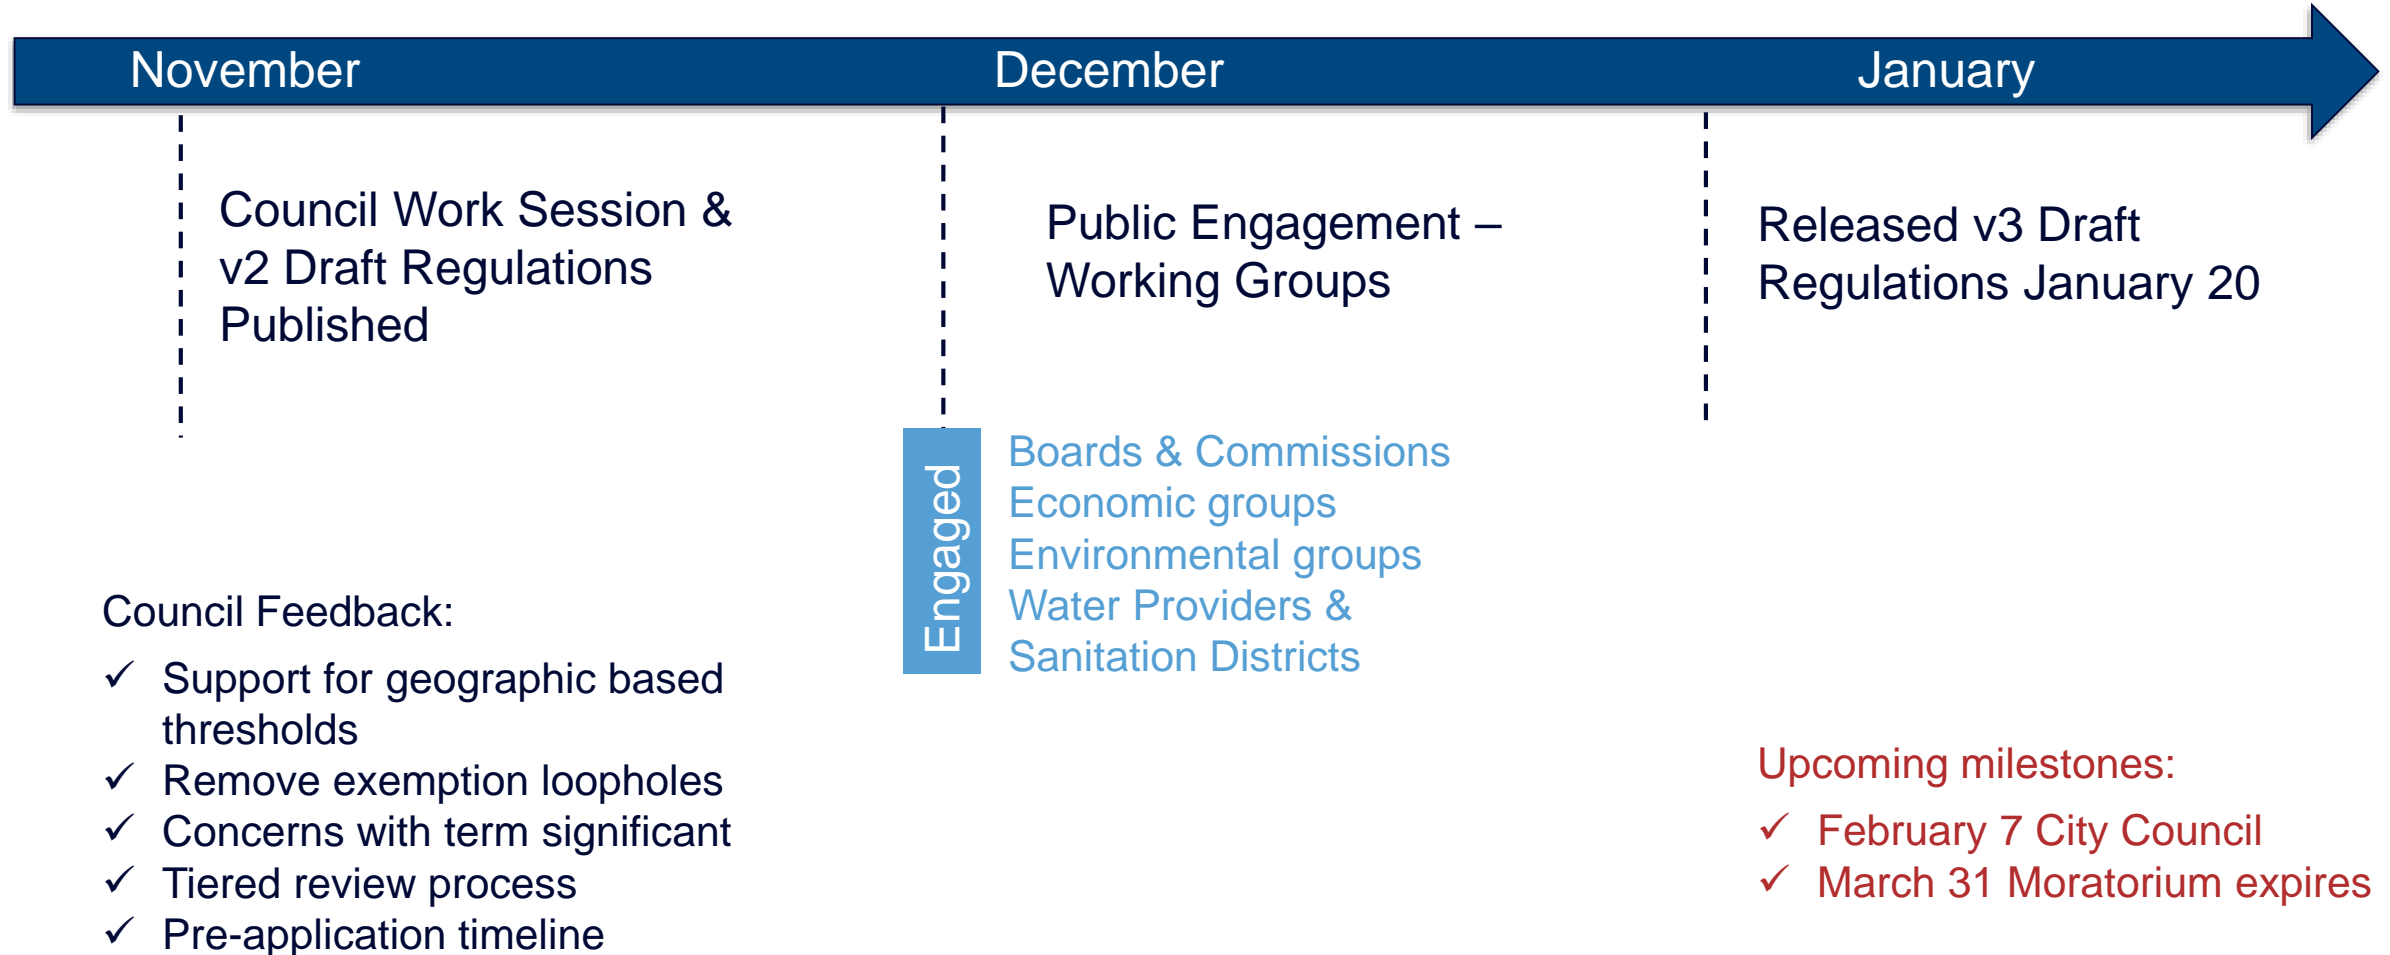 November
December
January
Council Work Session &
v2 Draft Regulations
Published
Public Engagement –
Working Groups
Released v3 Draft
Regulations January 20
Engaged
Boards & Commissions
Economic groups
Environmental groups
Water Providers &
Sanitation Districts
Council Feedback:
✓ Support for geographic based
thresholds
✓ Remove exemption loopholes
✓ Concerns with term significant
✓ Tiered review process
✓ Pre-application timeline
Upcoming milestones:
✓ February 7 City Council
✓ March 31 Moratorium expires